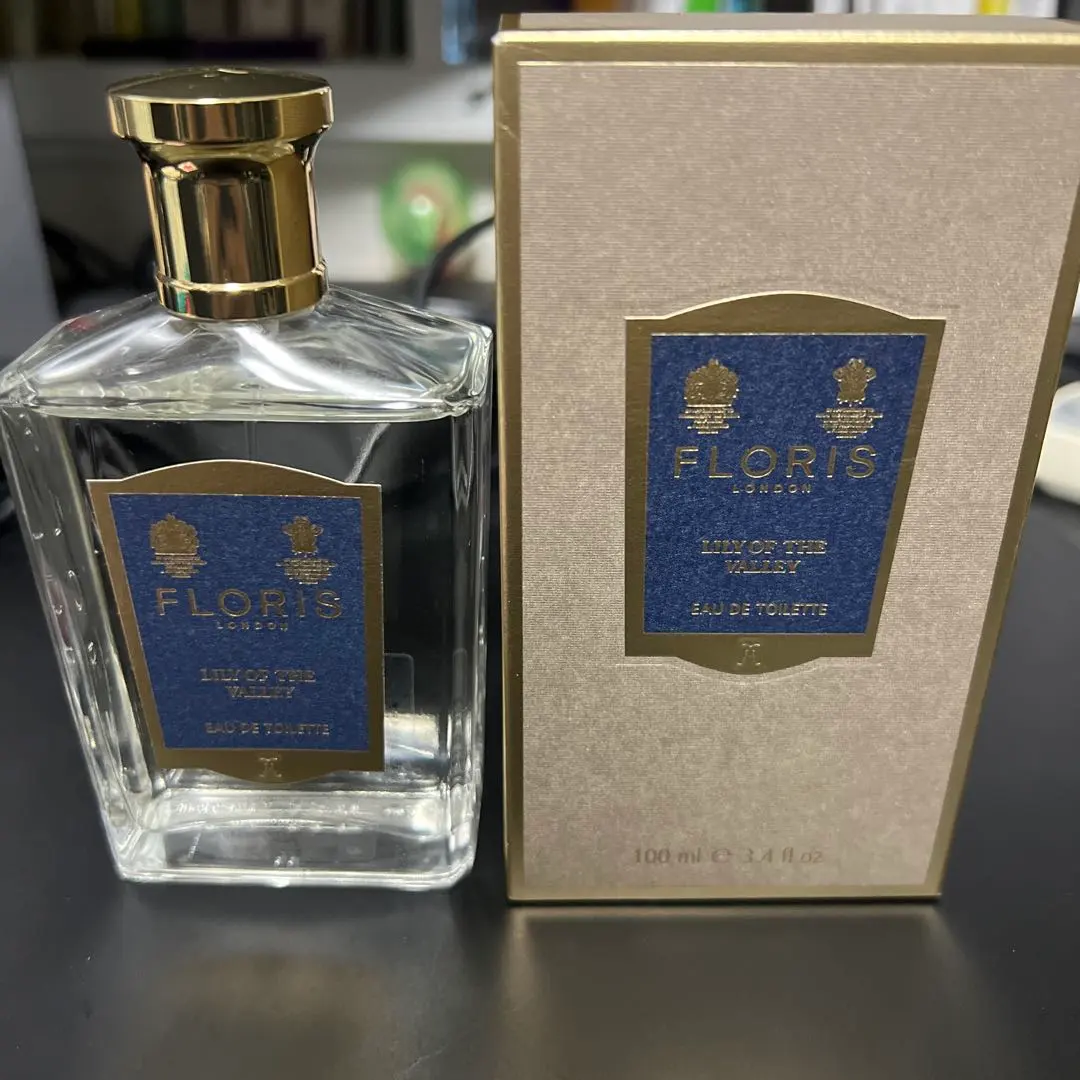 FLORIS
LONDON
LILY OF THE
VALLEY
EAU DE TOILETTE
FLORIS
LONDON
LILY OF THE
VALLEY
EAU DE TOILETTE
100 ml e 3.4 fl oz